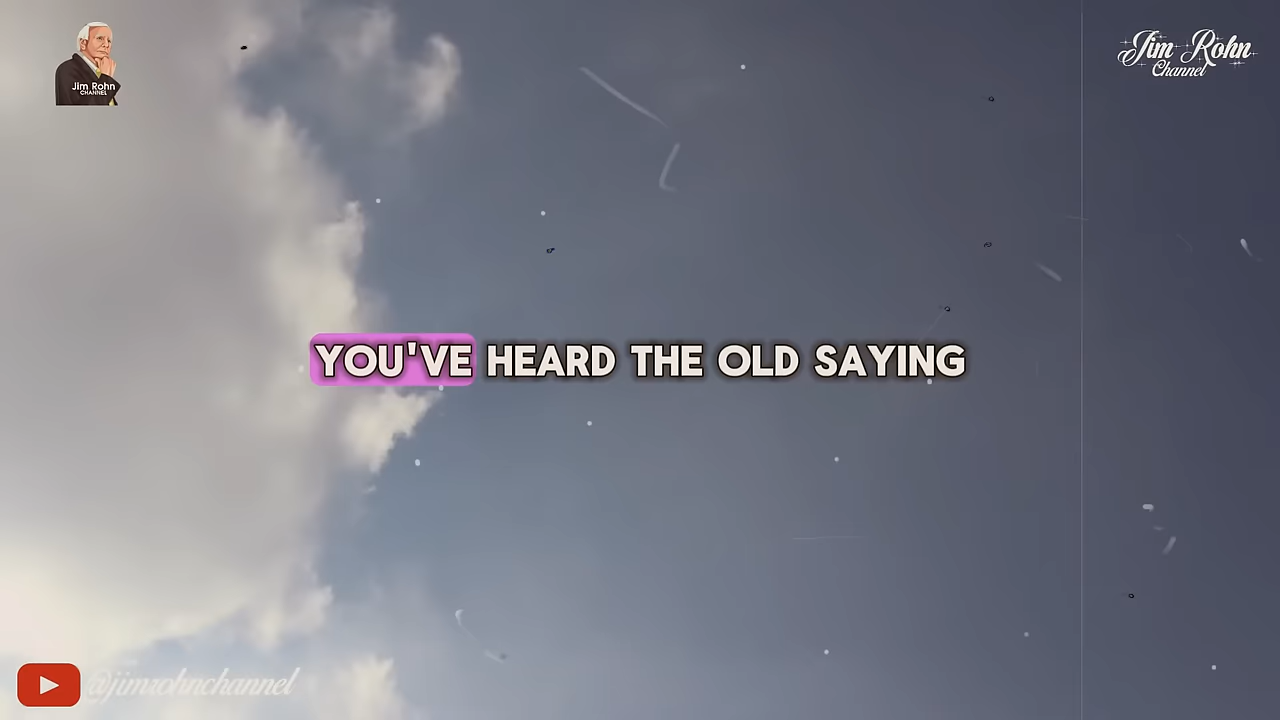 Jim Rohn
CHANNEL
Jim Rohn
Channel
YOU'VE HEARD THE OLD SAYING
@jimrohnchannel